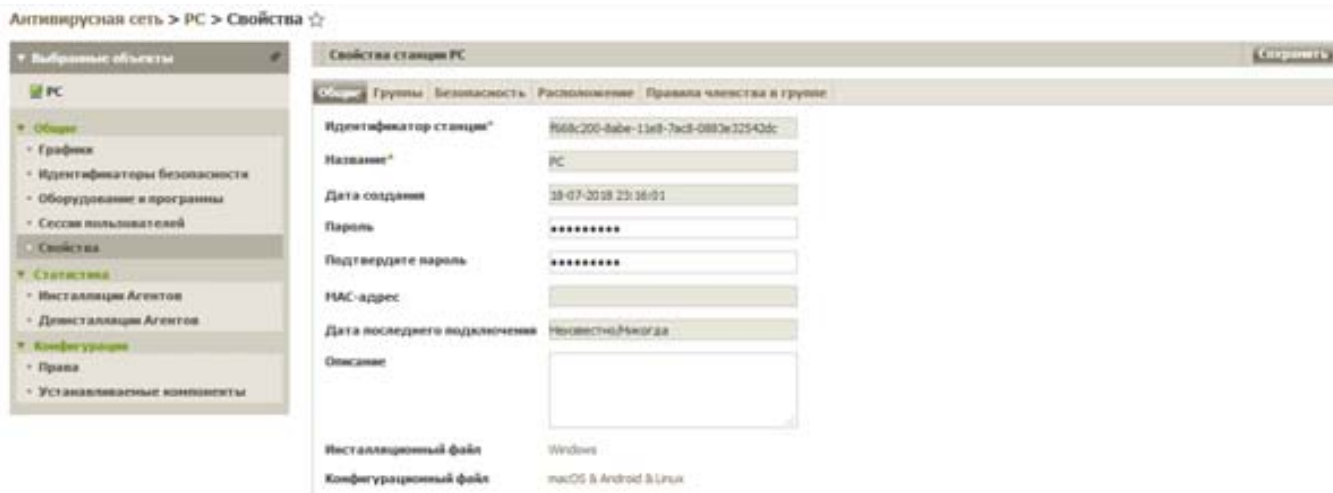 Антивирусная сеть > PC > Свойства
Выбранные объекты
PC
Общие
Графики
Идентификаторы безопасности
Оборудование и программы
Сессии пользователей
Свойства
Статистика
Инсталляции Агентов
Деинсталляции Агентов
Конфигурация
Права
Устанавливаемые компоненты
Свойства станции PC
Сохранить
Общие Группы Безопасность Расположение Правила членства в группе
Идентификатор станции* f668c200-8abe-11e8-7ac8-0883e32542dc
Название* PC
Дата создания 18-07-2018 23:16:01
Пароль •••••••••
Подтвердите пароль •••••••••
MAC-адрес
Дата последнего подключения Неизвестно/Никогда
Описание
Инсталляционный файл Windows
Конфигурационный файл macOS & Android & Linux